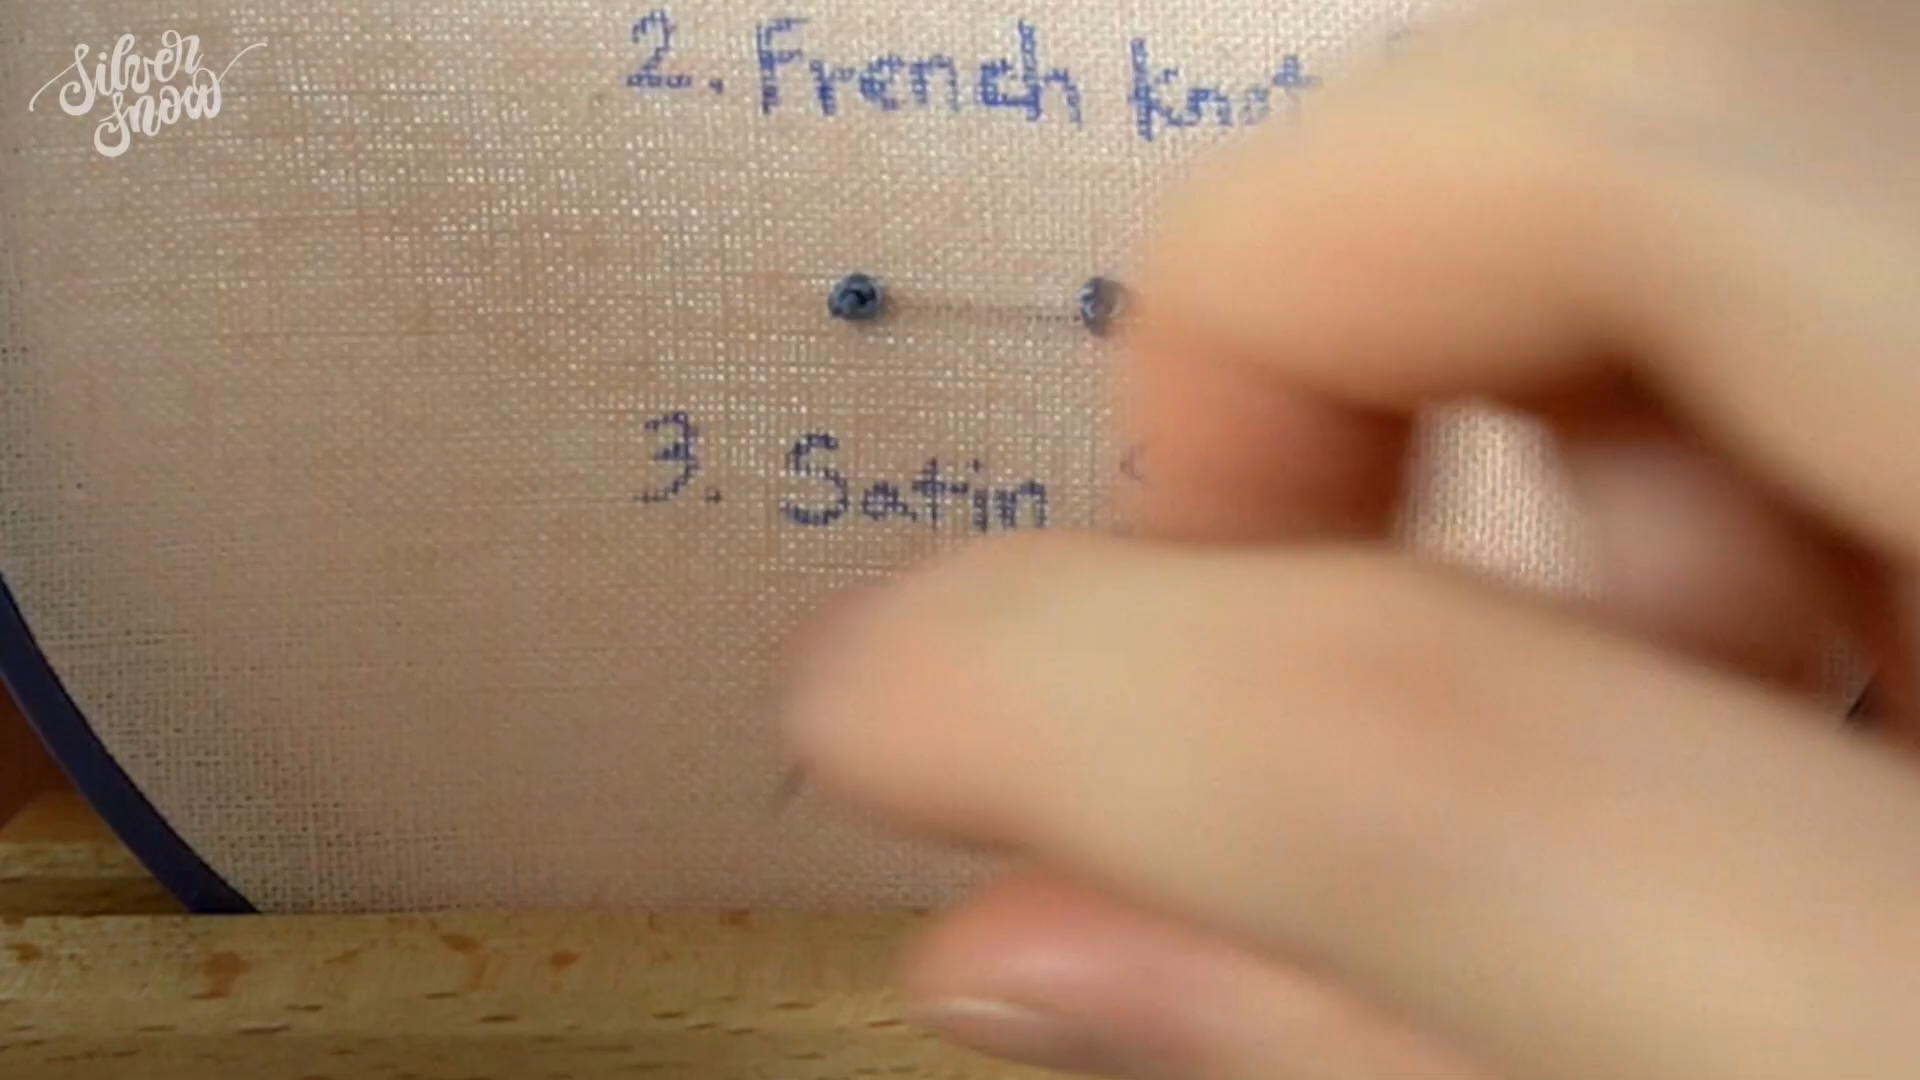 Silver
Snow
2. French knot
3. Satin